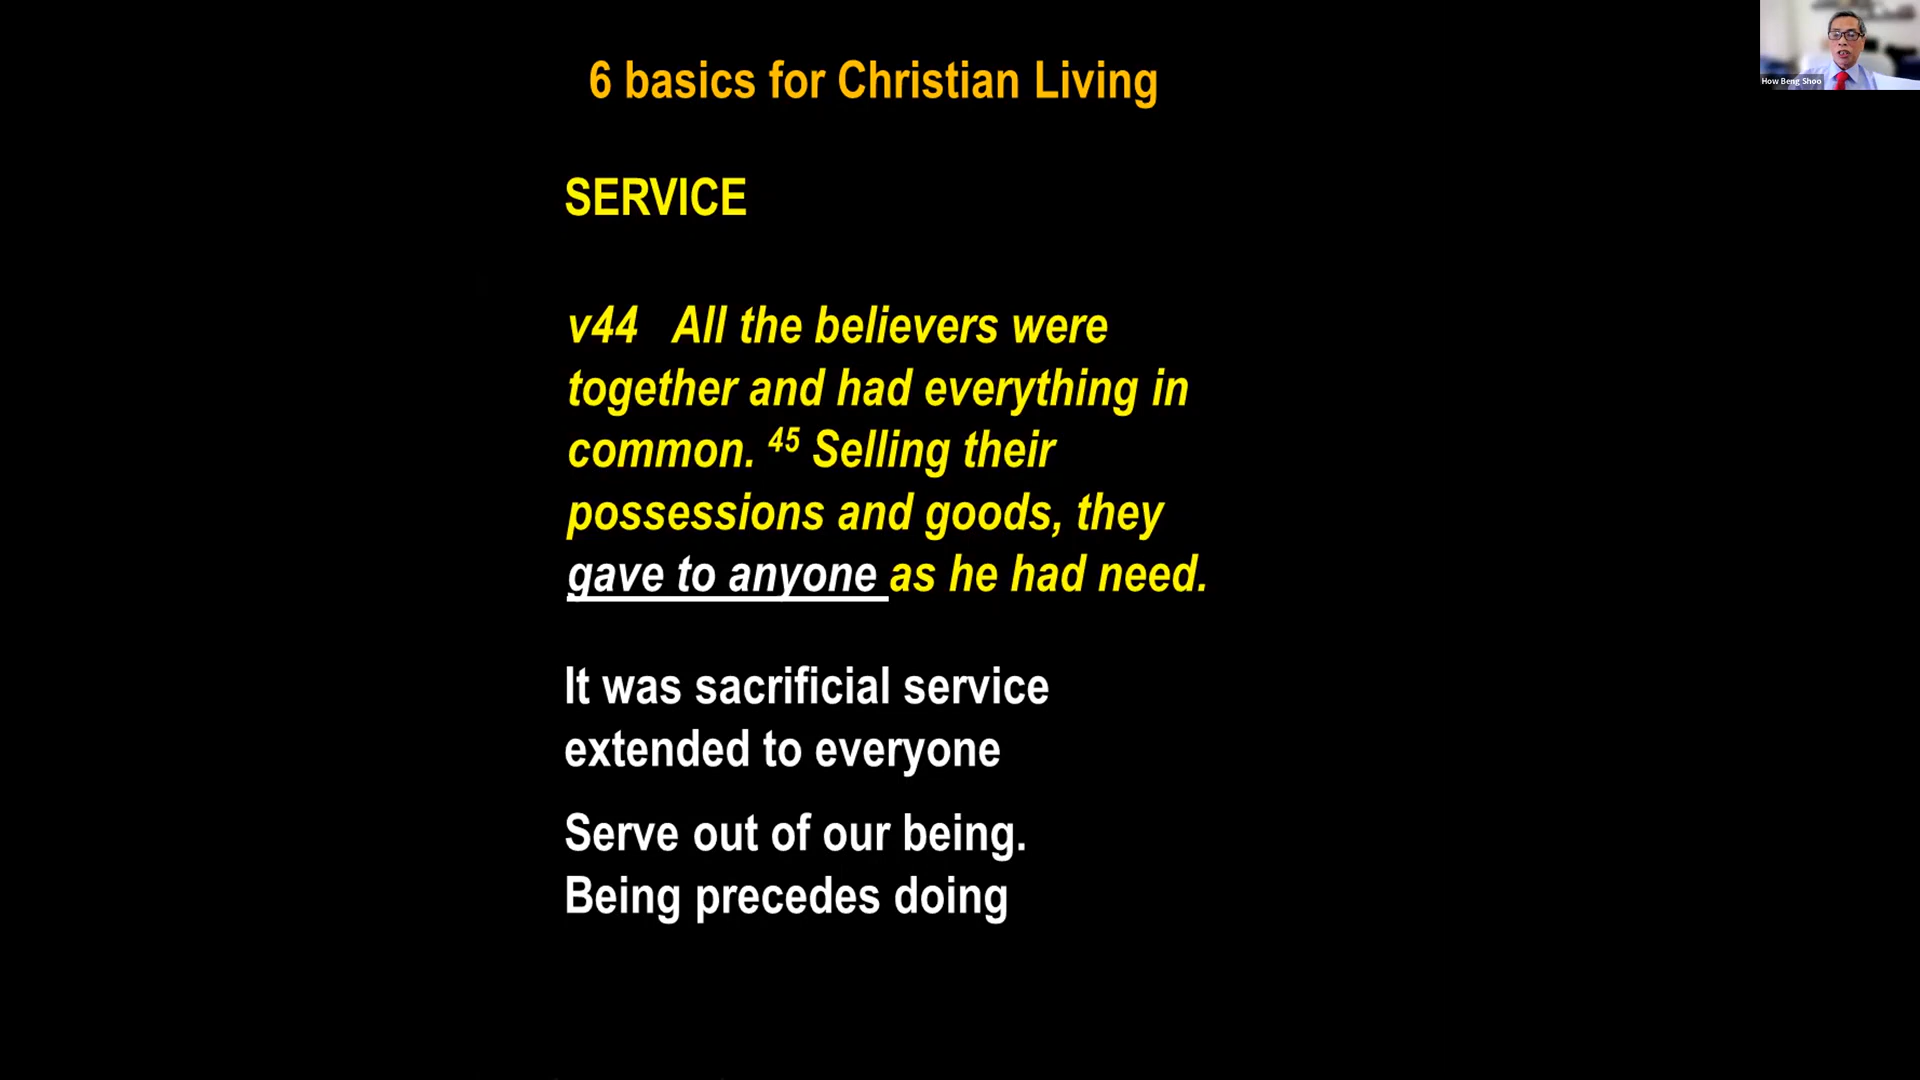 6 basics for Christian Living
How Beng Shoo
SERVICE
v44 All the believers were
together and had everything in
common. 45 Selling their
possessions and goods, they
gave to anyone as he had need.
It was sacrificial service
extended to everyone
Serve out of our being.
Being precedes doing